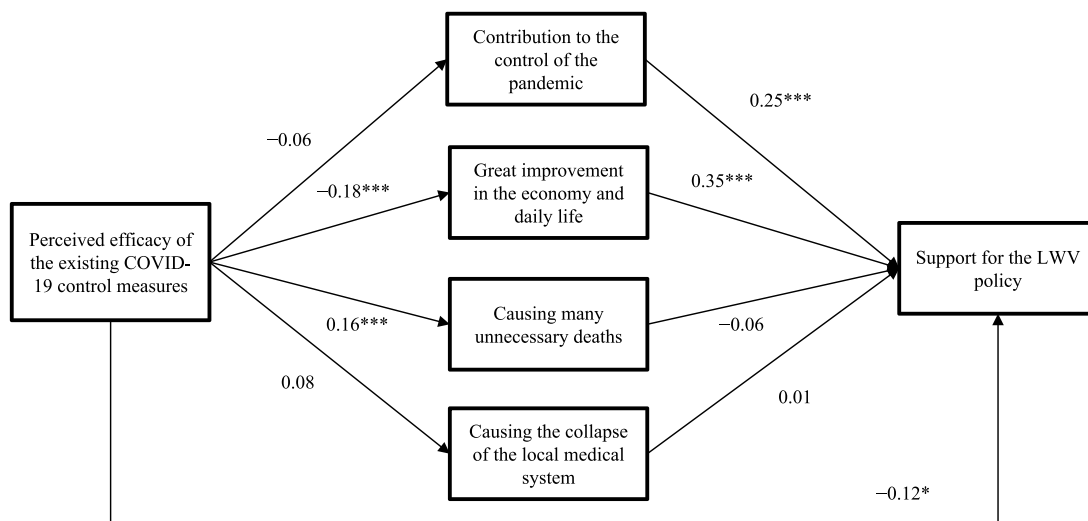 Contribution to the
control of the
pandemic
0.25***
−0.06
Great improvement
in the economy and
daily life
−0.18***
0.35***
Perceived efficacy of
the existing COVID-
19 control measures
Support for the LWV
policy
Causing many
unnecessary deaths
0.16***
−0.06
0.08
0.01
Causing the collapse
of the local medical
system
−0.12*